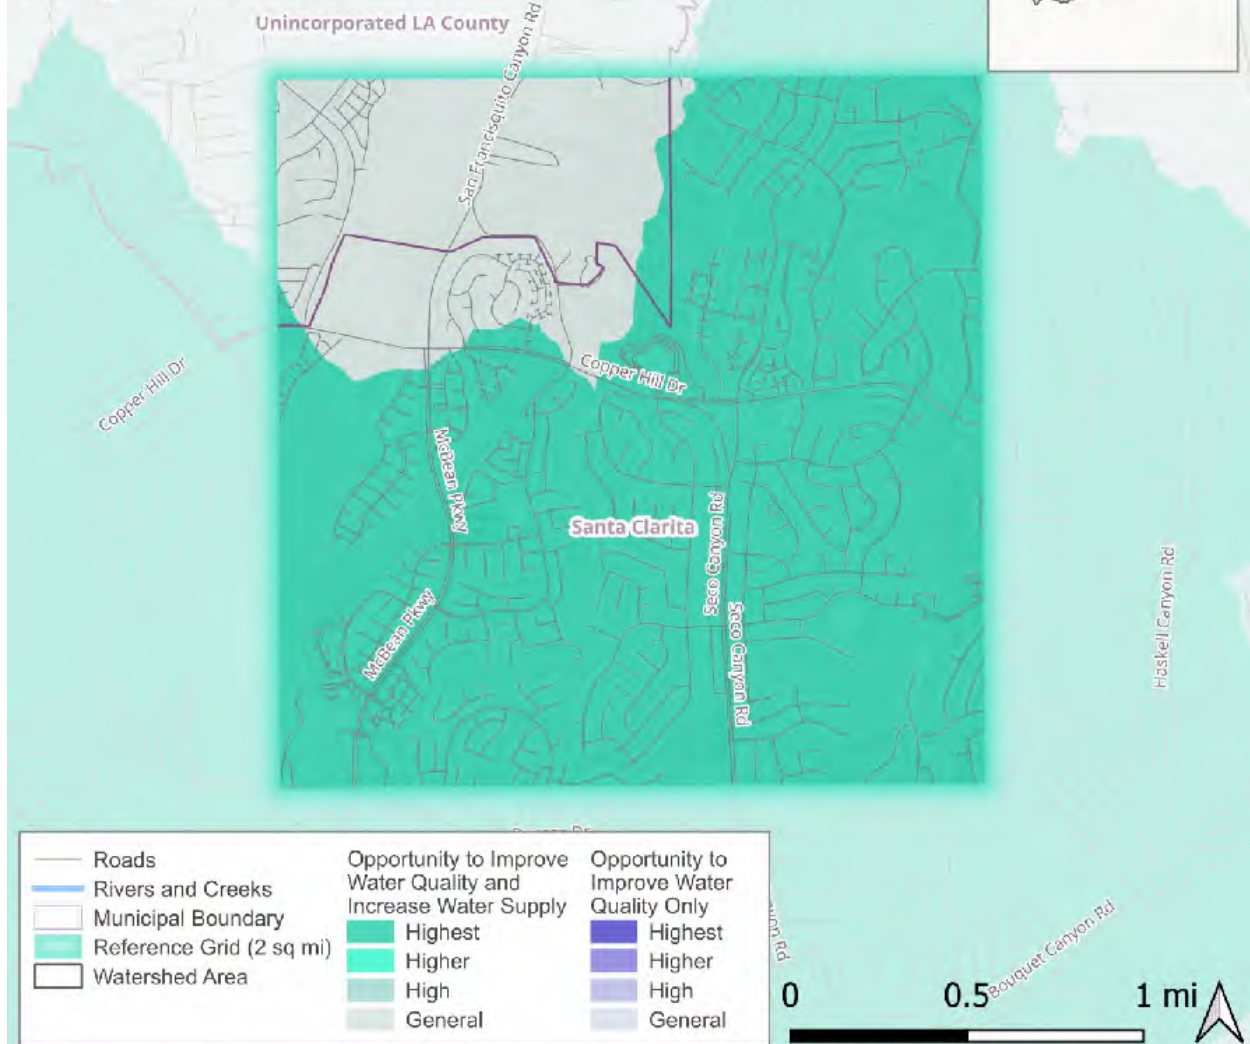 Unincorporated LA County
San Francisquito Canyon Rd
Copper Hill Dr
Copper Hill Dr
McBean Pkwy
Santa Clarita
Seco Canyon Rd
McBean Pkwy
Seco Canyon Rd
Haskell Canyon Rd
Roads
Rivers and Creeks
Municipal Boundary
Reference Grid (2 sq mi)
Watershed Area
Opportunity to Improve
Water Quality and
Increase Water Supply
Highest
Higher
High
General
Opportunity to
Improve Water
Quality Only
Highest
Higher
High
General
Rd
Bouquet Canyon Rd
0 0.5 1 mi